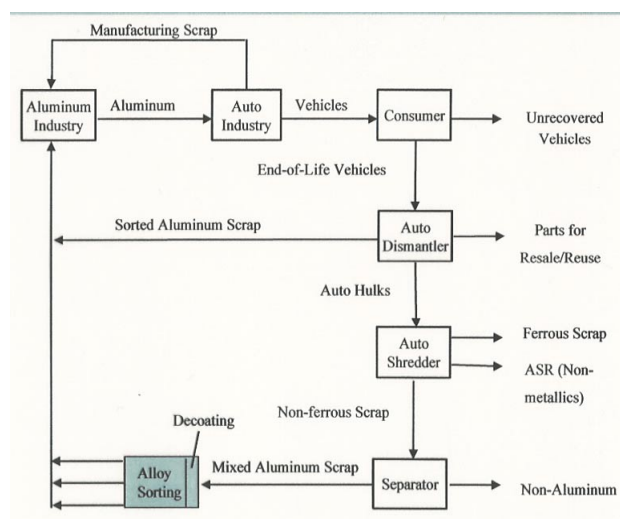 Manufacturing Scrap
Aluminum
Industry
Aluminum
Auto
Industry
Vehicles
Consumer
Unrecovered
Vehicles
End-of-Life Vehicles
Sorted Aluminum Scrap
Auto
Dismantler
Parts for
Resale/Reuse
Auto Hulks
Auto
Shredder
Ferrous Scrap
ASR (Non-
metallics)
Non-ferrous Scrap
Decoating
Alloy
Sorting
Mixed Aluminum Scrap
Separator
Non-Aluminum